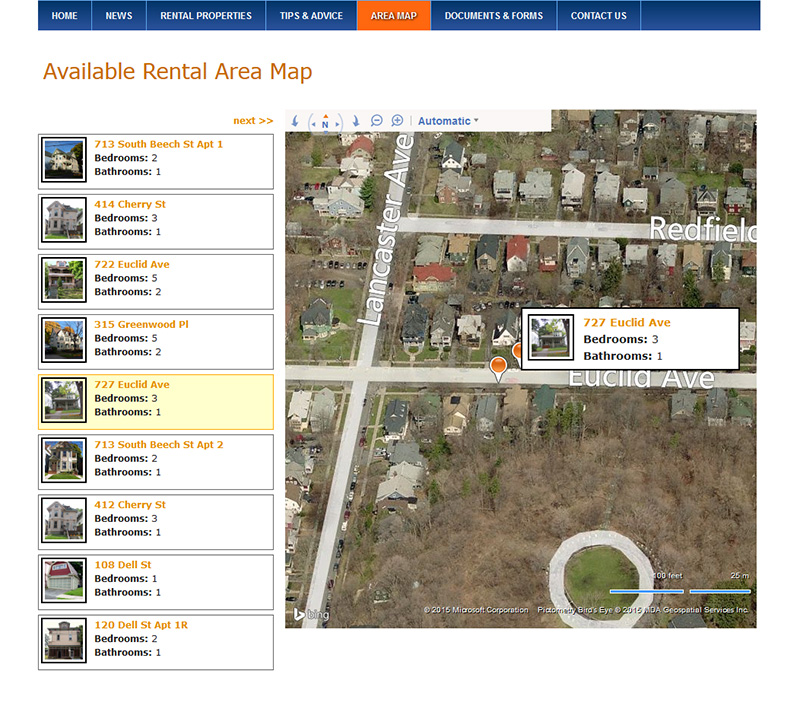 HOME NEWS RENTAL PROPERTIES TIPS & ADVICE AREA MAP DOCUMENTS & FORMS CONTACT US
Available Rental Area Map
next >>
713 South Beech St Apt 1
Bedrooms: 2
Bathrooms: 1
414 Cherry St
Bedrooms: 3
Bathrooms: 1
722 Euclid Ave
Bedrooms: 5
Bathrooms: 2
315 Greenwood Pl
Bedrooms: 5
Bathrooms: 2
727 Euclid Ave
Bedrooms: 3
Bathrooms: 1
713 South Beech St Apt 2
Bedrooms: 2
Bathrooms: 1
412 Cherry St
Bedrooms: 3
Bathrooms: 1
108 Dell St
Bedrooms: 1
Bathrooms: 1
120 Dell St Apt 1R
Bedrooms: 2
Bathrooms: 1
N Automatic
Lancaster Ave
Redfield
727 Euclid Ave
Bedrooms: 3
Bathrooms: 1
Euclid Ave
100 feet 25 m
bing © 2015 Microsoft Corporation Pictometry Bird's Eye © 2015 MDA Geospatial Services Inc.